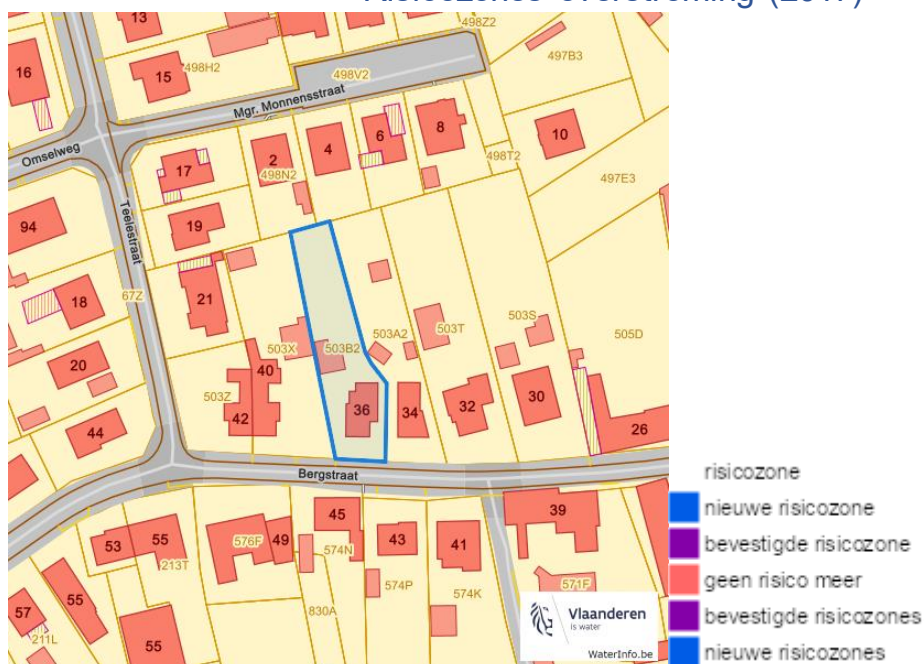 Risicozones overstroming (2017)
13
498Z2
16
15
498H2
498V2
497B3
Mgr. Monnensstraat
Omselweg
17
2
498N2
4
6
8
498T2
10
497E3
94
Teelestraat
19
67Z
18
21
20
503X
503B2
503A2
503T
503S
505D
40
503Z
42
36
34
32
30
26
44
Bergstraat
53
55
213T
576F
49
45
574N
43
41
39
55
574P
574K
571F
57
211L
55
830A
Vlaanderen
is water
WaterInfo.be
risicozone
nieuwe risicozone
bevestigde risicozone
geen risico meer
bevestigde risicozones
nieuwe risicozones